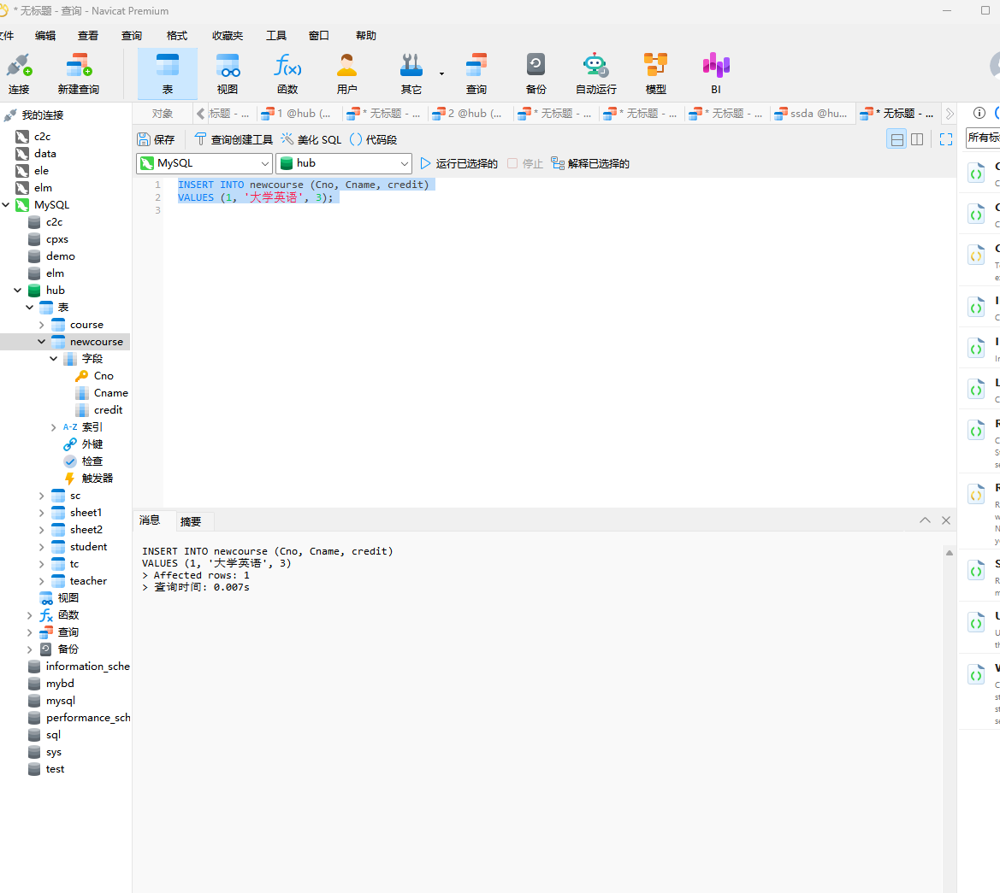 * 无标题 - 查询 - Navicat Premium
文件 编辑 查看 查询 格式 收藏夹 工具 窗口 帮助
连接 新建查询 表 视图 函数 用户 其它 查询 备份 自动运行 模型 BI
我的连接
c2c
data
ele
elm
MySQL
c2c
cpxs
demo
elm
hub
表
course
newcourse
字段
Cno
Cname
credit
A-Z 索引
外键
检查
触发器
sc
sheet1
sheet2
student
tc
teacher
视图
函数
查询
备份
information_sche
mybd
mysql
performance_sch
sql
sys
test
对象 标题 - ... 1 @hub (... * 无标题 - ... 2 @hub (... * 无标题 - ... * 无标题 - ... * 无标题 - ... ssda @hu... * 无标题 - ...
保存 查询创建工具 美化 SQL () 代码段
MySQL hub 运行已选择的 停止 解释已选择的
1 INSERT INTO newcourse (Cno, Cname, credit)
2 VALUES (1, '大学英语', 3);
3
消息 摘要
INSERT INTO newcourse (Cno, Cname, credit)
VALUES (1, '大学英语', 3)
> Affected rows: 1
> 查询时间: 0.007s
所有标